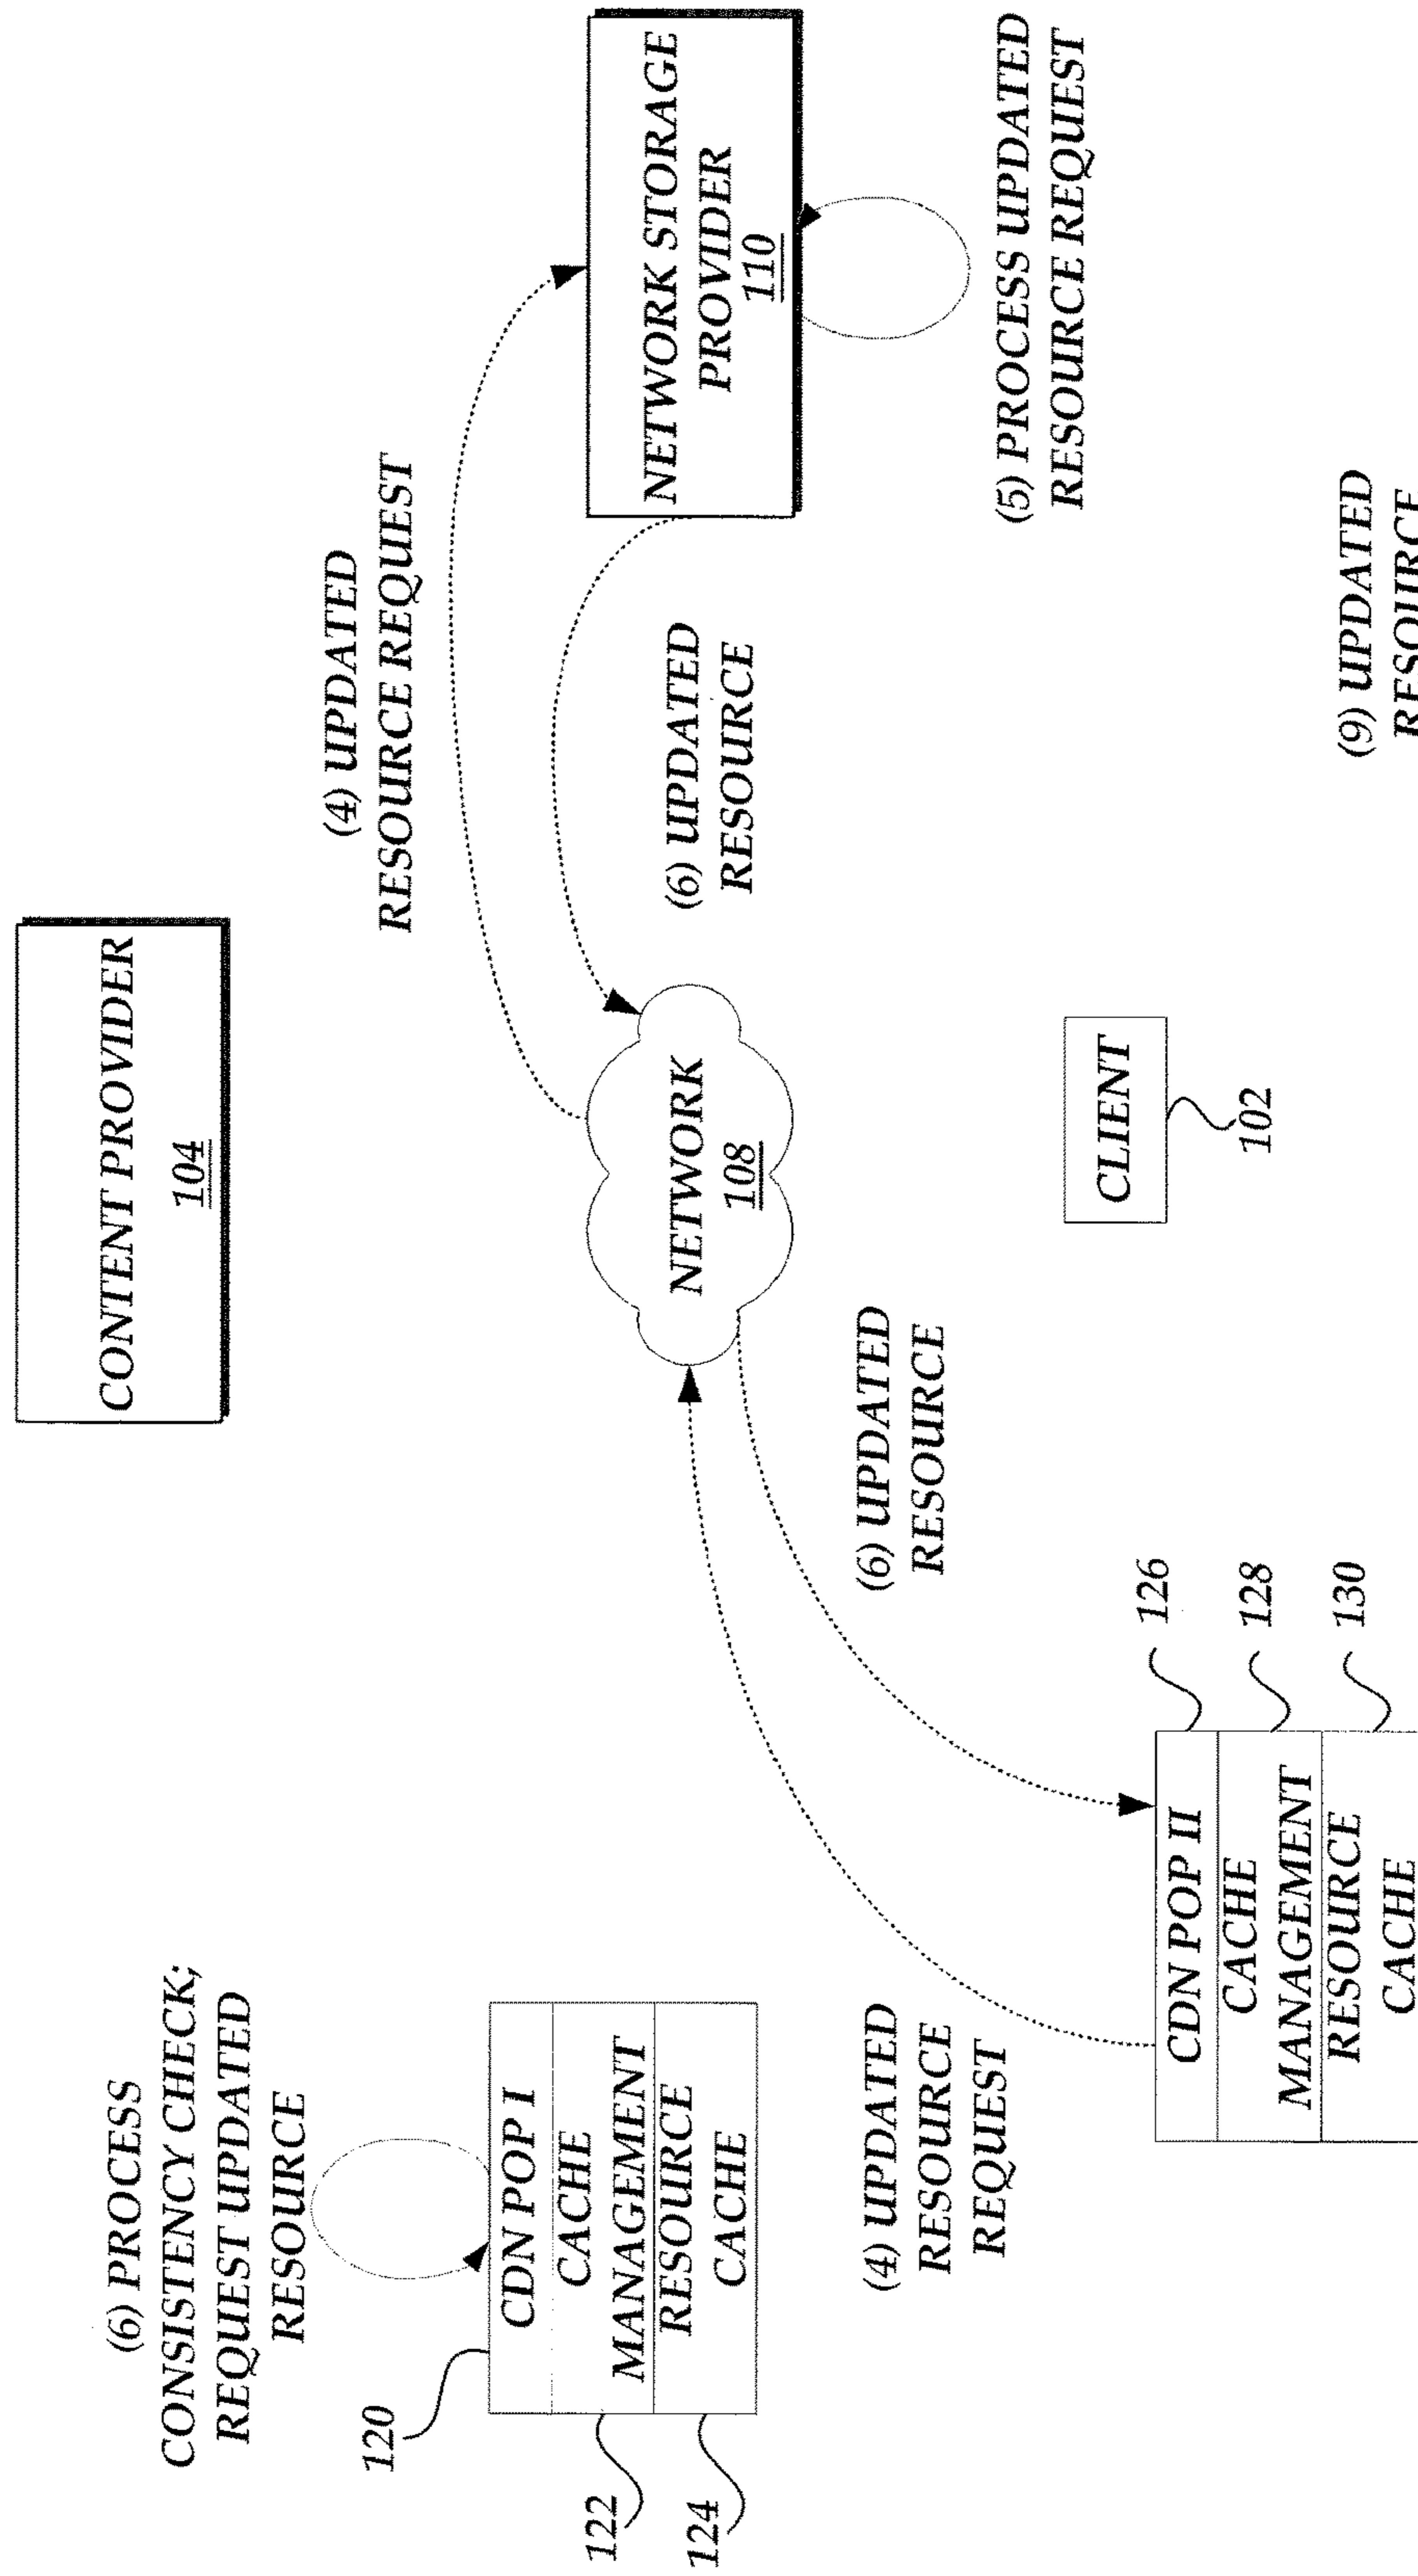 CONTENT PROVIDER
104
(6) PROCESS
CONSISTENCY CHECK;
REQUEST UPDATED
RESOURCE
(4) UPDATED
RESOURCE REQUEST
120
CDN POP I
CACHE
MANAGEMENT
RESOURCE
CACHE
122
124
NETWORK
108
NETWORK STORAGE
PROVIDER
110
(6) UPDATED
RESOURCE
(4) UPDATED
RESOURCE
REQUEST
(6) UPDATED
RESOURCE
(5) PROCESS UPDATED
RESOURCE REQUEST
CLIENT
102
CDN POP II
CACHE
MANAGEMENT
RESOURCE
CACHE
126
128
130
(9) UPDATED
RESOURCE